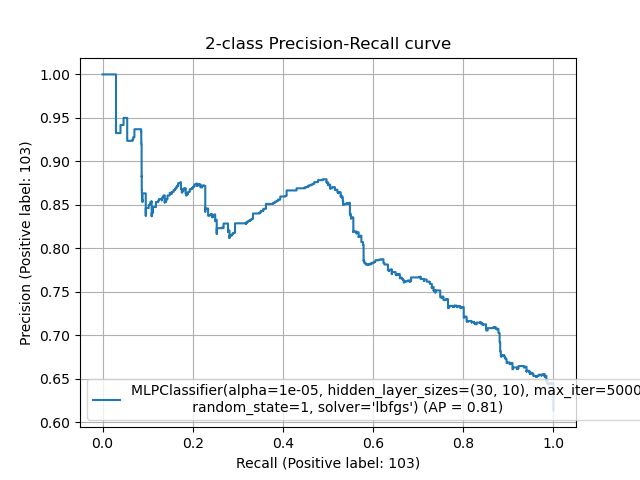 2-class Precision-Recall curve
Precision (Positive label: 103)
1.00
0.95
0.90
0.85
0.80
0.75
0.70
0.65
0.60
MLPClassifier(alpha=1e-05, hidden_layer_sizes=(30, 10), max_iter=5000
random_state=1, solver='lbfgs') (AP = 0.81)
0.0 0.2 0.4 0.6 0.8 1.0
Recall (Positive label: 103)